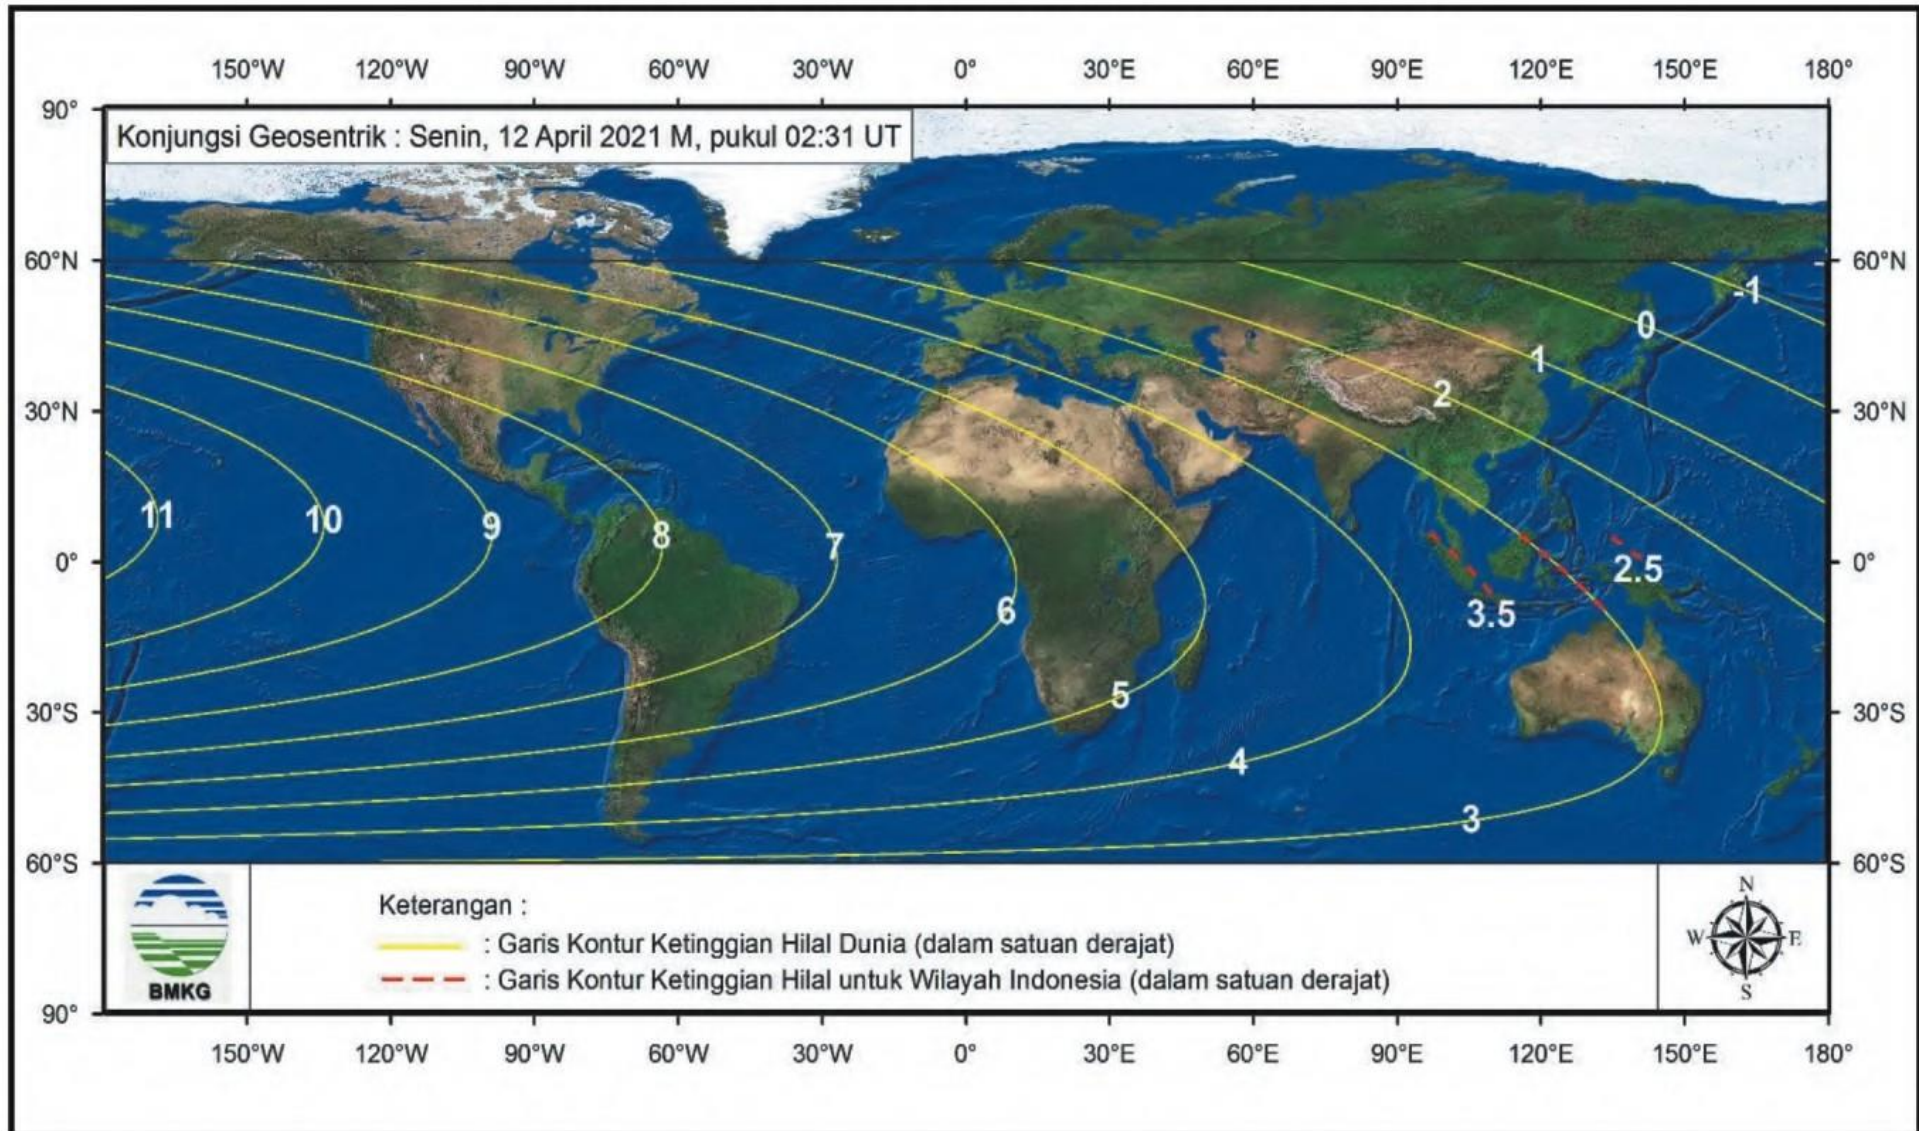 150°W 120°W 90°W 60°W 30°W 0° 30°E 60°E 90°E 120°E 150°E 180°
90°
Konjungsi Geosentrik : Senin, 12 April 2021 M, pukul 02:31 UT
60°N 60°N
-1
0
1
2
30°N 30°N
11 10 9 8 7
0° 2.5 0°
6 3.5
5
30°S 30°S
4
3
60°S 60°S
Keterangan :
: Garis Kontur Ketinggian Hilal Dunia (dalam satuan derajat)
: Garis Kontur Ketinggian Hilal untuk Wilayah Indonesia (dalam satuan derajat)
BMKG
N
W E
S
90° 90°
150°W 120°W 90°W 60°W 30°W 0° 30°E 60°E 90°E 120°E 150°E 180°